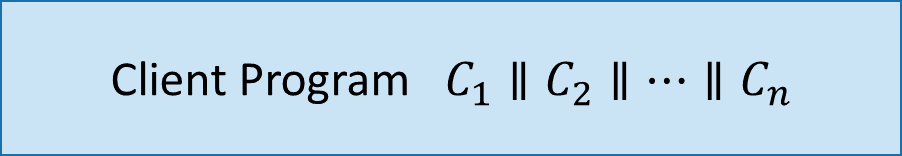 Client Program C₁ ∥ C₂ ∥ ⋯ ∥ Cₙ